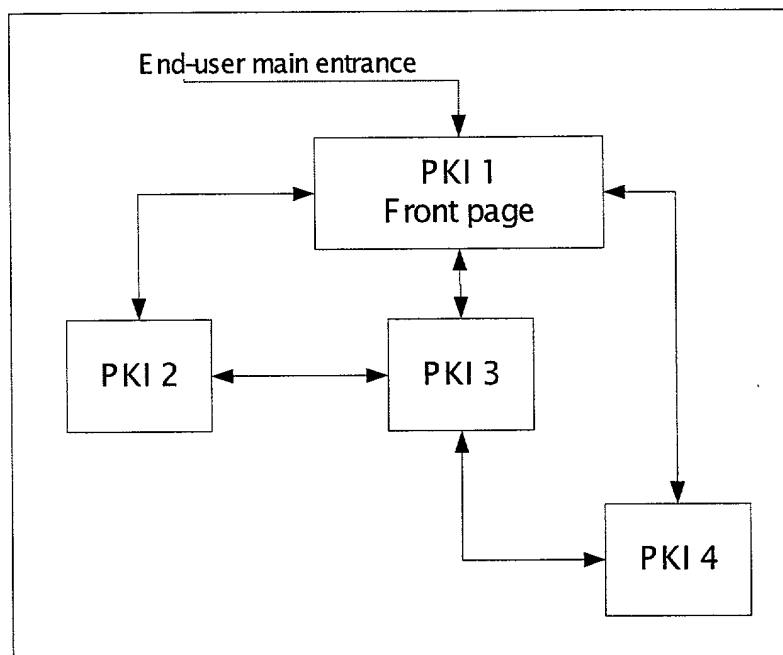 End-user main entrance
PKI 1
Front page
PKI 2
PKI 3
PKI 4